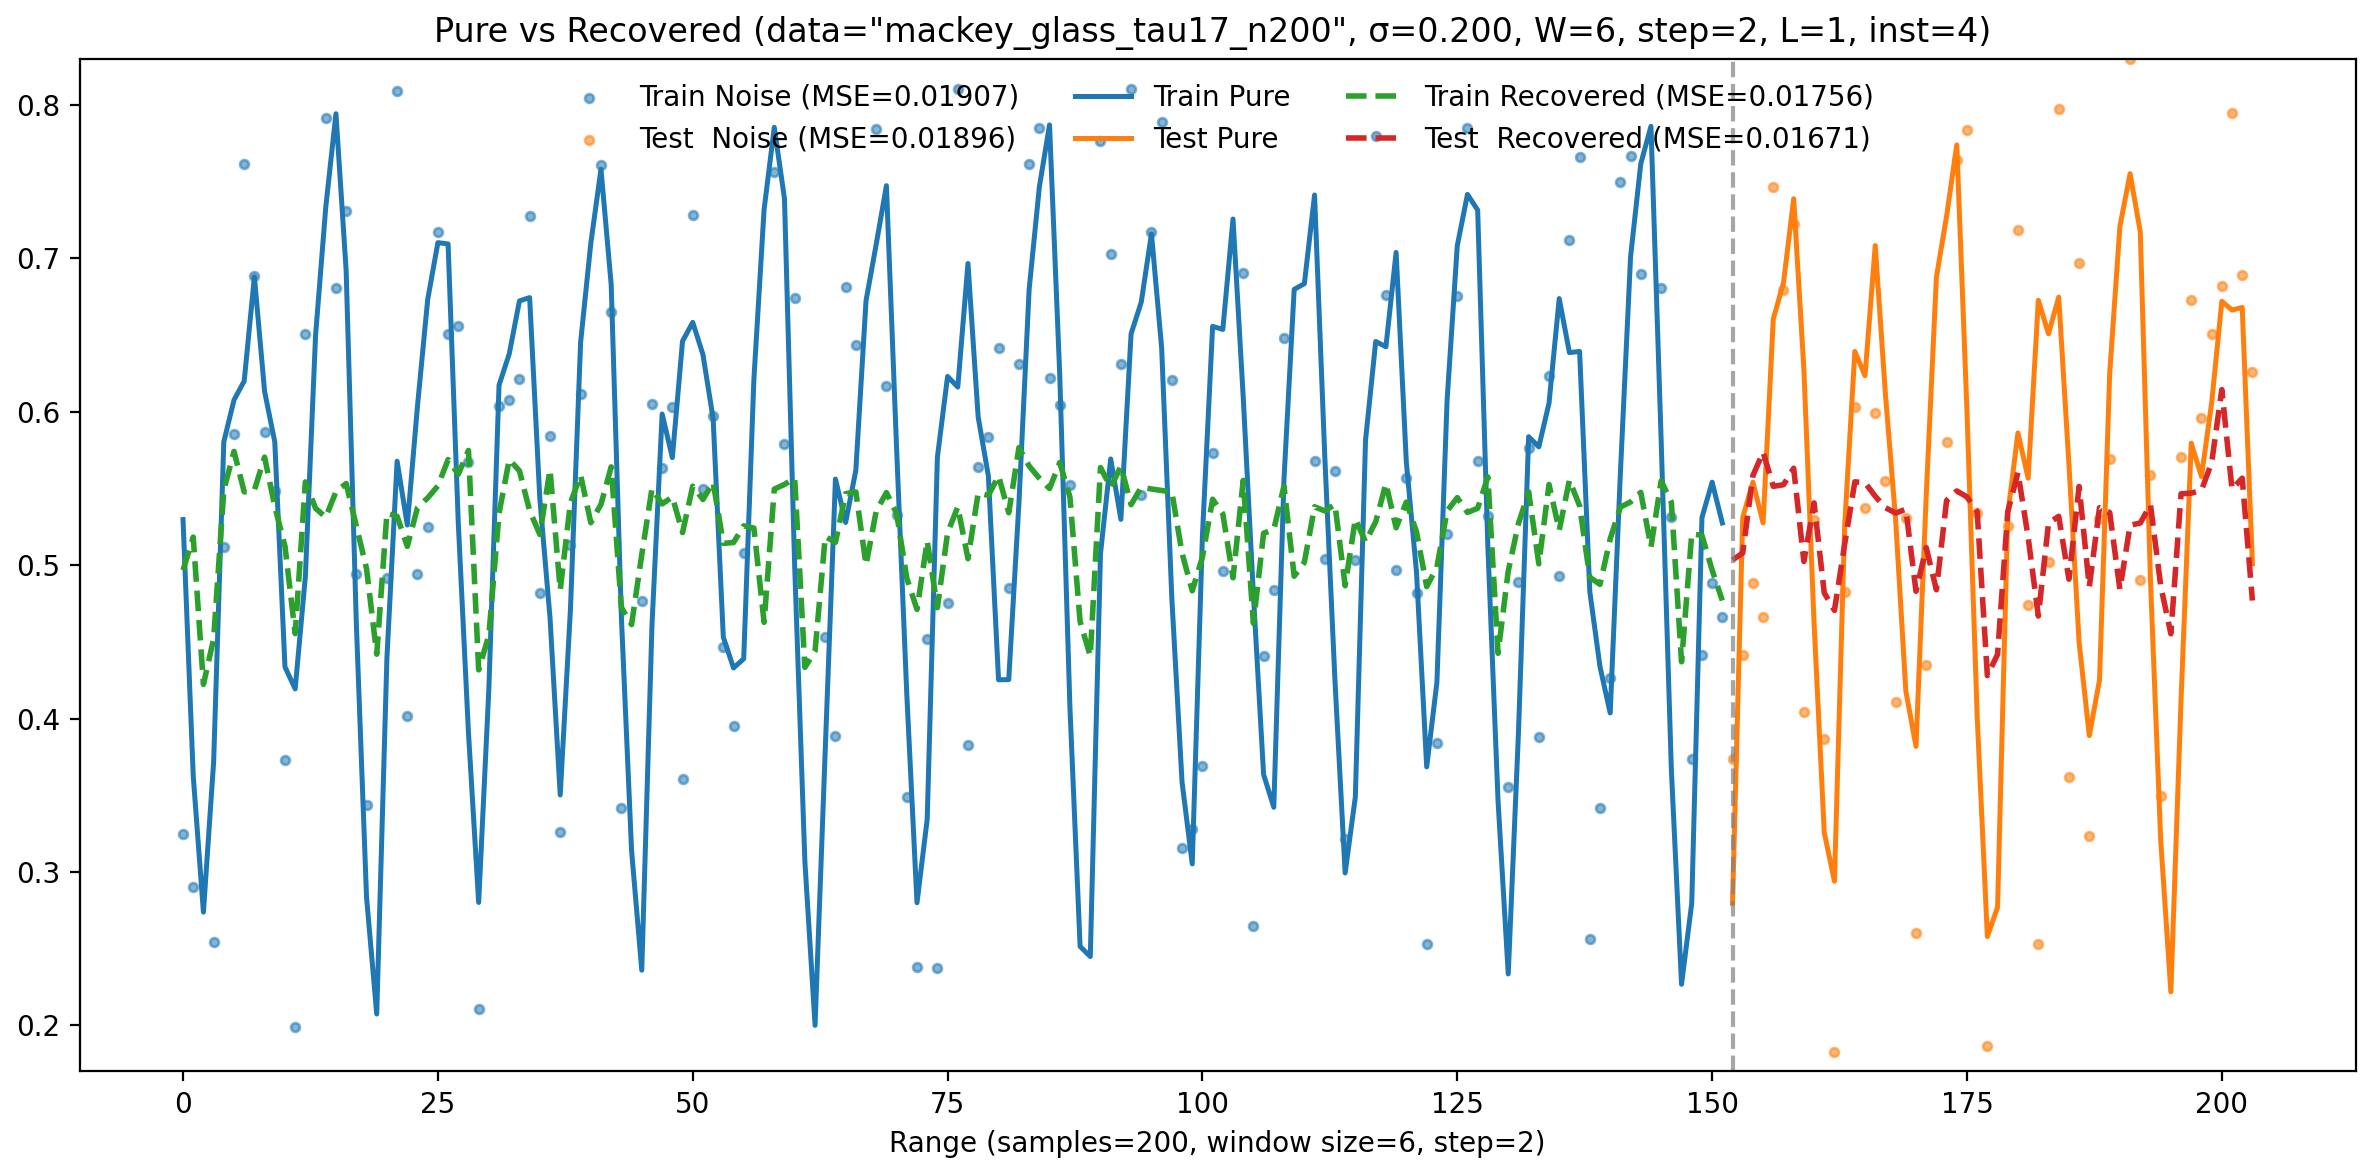 Pure vs Recovered (data="mackey_glass_tau17_n200", σ=0.200, W=6, step=2, L=1, inst=4)
Train Noise (MSE=0.01907) Train Pure Train Recovered (MSE=0.01756)
Test  Noise (MSE=0.01896) Test Pure Test  Recovered (MSE=0.01671)
0.8
0.7
0.6
0.5
0.4
0.3
0.2
0 25 50 75 100 125 150 175 200
Range (samples=200, window size=6, step=2)